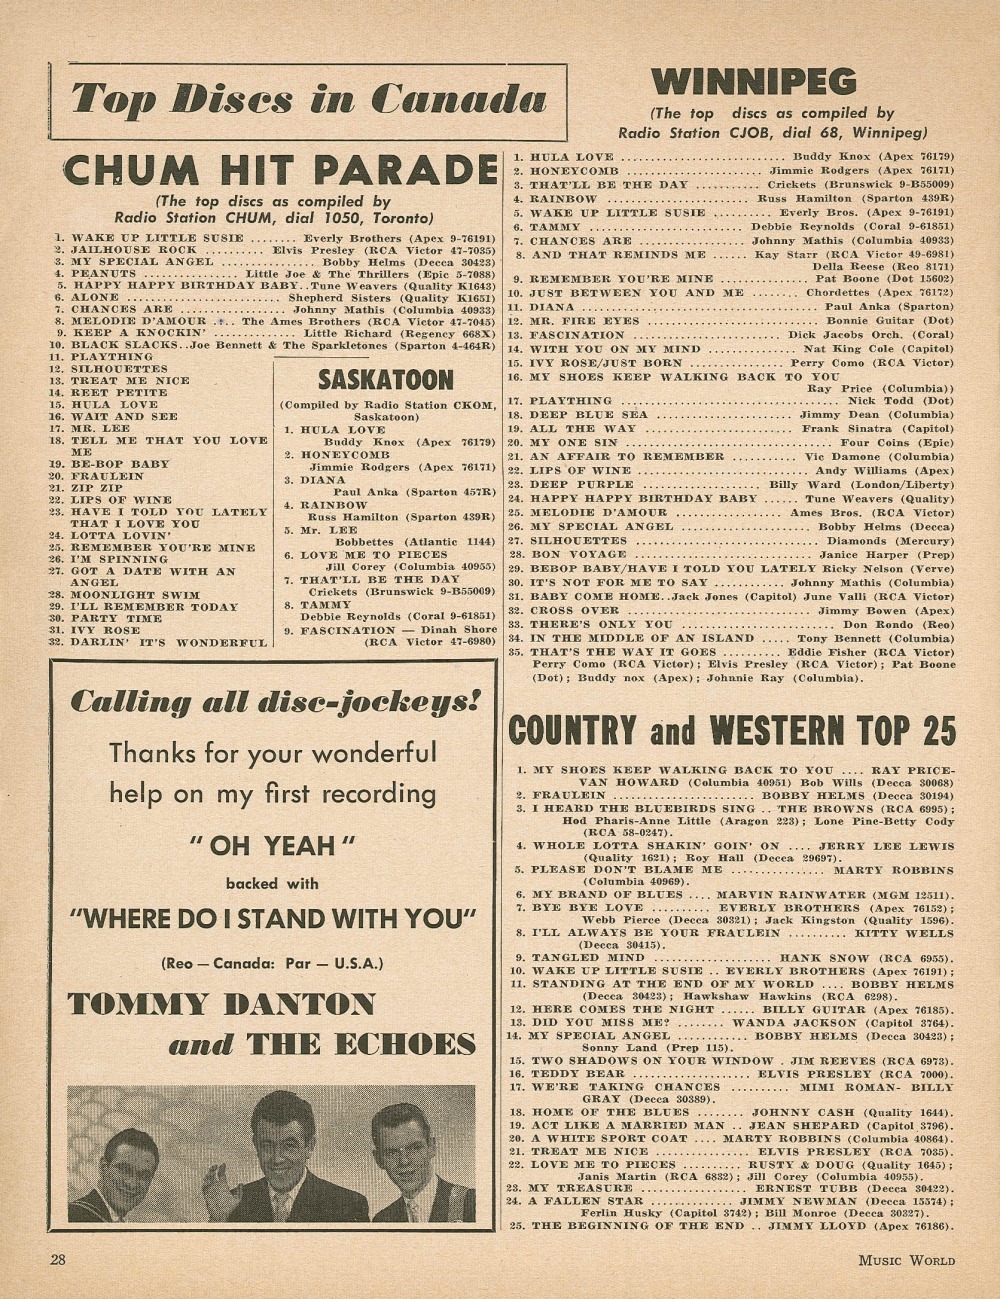 Top Discs in Canada
CHUM HIT PARADE
(The top discs as compiled by
Radio Station CHUM, dial 1050, Toronto)
1. WAKE UP LITTLE SUSIE ........ Everly Brothers (Apex 9-76191)
2. JAILHOUSE ROCK ............ Elvis Presley (RCA Victor 47-7035)
3. MY SPECIAL ANGEL ................ Bobby Helms (Decca 30423)
4. PEANUTS ................ Little Joe & The Thrillers (Epic 5-7088)
5. HAPPY HAPPY BIRTHDAY BABY..Tune Weavers (Quality K1643)
6. ALONE ........................... Shepherd Sisters (Quality K1651)
7. CHANCES ARE .................... Johnny Mathis (Columbia 40933)
8. MELODIE D'AMOUR .... The Ames Brothers (RCA Victor 47-7045)
9. KEEP A KNOCKIN' ................ Little Richard (Regency 668X)
10. BLACK SLACKS..Joe Bennett & The Sparkletones (Sparton 4-464R)
11. PLAYTHING
12. SILHOUETTES
13. TREAT ME NICE
14. REET PETITE
15. HULA LOVE
16. WAIT AND SEE
17. MR. LEE
18. TELL ME THAT YOU LOVE
ME
19. BE-BOP BABY
20. FRAULEIN
21. ZIP ZIP
22. LIPS OF WINE
23. HAVE I TOLD YOU LATELY
THAT I LOVE YOU
24. LOTTA LOVIN'
25. REMEMBER YOU'RE MINE
26. I'M SPINNING
27. GOT A DATE WITH AN
ANGEL
28. MOONLIGHT SWIM
29. I'LL REMEMBER TODAY
30. PARTY TIME
31. IVY ROSE
32. DARLIN' IT'S WONDERFUL
SASKATOON
(Compiled by Radio Station CKOM,
Saskatoon)
1. HULA LOVE
Buddy Knox (Apex 76179)
2. HONEYCOMB
Jimmie Rodgers (Apex 76171)
3. DIANA
Paul Anka (Sparton 457R)
4. RAINBOW
Russ Hamilton (Sparton 439R)
5. Mr. LEE
Bobbettes (Atlantic 1144)
6. LOVE ME TO PIECES
Jill Corey (Columbia 40955)
7. THAT'LL BE THE DAY
Crickets (Brunswick 9-B55009)
8. TAMMY
Debbie Reynolds (Coral 9-61851)
9. FASCINATION — Dinah Shore
(RCA Victor 47-6980)
Calling all disc-jockeys!
Thanks for your wonderful
help on my first recording
"OH YEAH"
backed with
"WHERE DO I STAND WITH YOU"
(Reo — Canada: Par — U.S.A.)
TOMMY DANTON
and THE ECHOES
WINNIPEG
(The top discs as compiled by
Radio Station CJOB, dial 68, Winnipeg)
1. HULA LOVE .......................... Buddy Knox (Apex 76179)
2. HONEYCOMB ..................... Jimmie Rodgers (Apex 76171)
3. THAT'LL BE THE DAY .......... Crickets (Brunswick 9-B55009)
4. RAINBOW ......................... Russ Hamilton (Sparton 439R)
5. WAKE UP LITTLE SUSIE ......... Everly Bros. (Apex 9-76191)
6. TAMMY ........................... Debbie Reynolds (Coral 9-61851)
7. CHANCES ARE ................... Johnny Mathis (Columbia 40933)
8. AND THAT REMINDS ME ...... Kay Starr (RCA Victor 49-6981)
Della Reese (Reo 8171)
9. REMEMBER YOU'RE MINE ............... Pat Boone (Dot 15602)
10. JUST BETWEEN YOU AND ME ........ Chordettes (Apex 76172)
11. DIANA ........................................ Paul Anka (Sparton)
12. MR. FIRE EYES ............................. Bonnie Guitar (Dot)
13. FASCINATION ......................... Dick Jacobs Orch. (Coral)
14. WITH YOU ON MY MIND .............. Nat King Cole (Capitol)
15. IVY ROSE/JUST BORN ............... Perry Como (RCA Victor)
16. MY SHOES KEEP WALKING BACK TO YOU
Ray Price (Columbia))
17. PLAYTHING .................................... Nick Todd (Dot)
18. DEEP BLUE SEA ........................ Jimmy Dean (Columbia)
19. ALL THE WAY .......................... Frank Sinatra (Capitol)
20. MY ONE SIN .................................. Four Coins (Epic)
21. AN AFFAIR TO REMEMBER ............ Vic Damone (Columbia)
22. LIPS OF WINE ............................ Andy Williams (Apex)
23. DEEP PURPLE ..................... Billy Ward (London/Liberty)
24. HAPPY HAPPY BIRTHDAY BABY ...... Tune Weavers (Quality)
25. MELODIE D'AMOUR .................. Ames Bros. (RCA Victor)
26. MY SPECIAL ANGEL ..................... Bobby Helms (Decca)
27. SILHOUETTES ............................ Diamonds (Mercury)
28. BON VOYAGE ............................. Janice Harper (Prep)
29. BEBOP BABY/HAVE I TOLD YOU LATELY Ricky Nelson (Verve)
30. IT'S NOT FOR ME TO SAY ........... Johnny Mathis (Columbia)
31. BABY COME HOME..Jack Jones (Capitol) June Valli (RCA Victor)
32. CROSS OVER .............................. Jimmy Bowen (Apex)
33. THERE'S ONLY YOU ........................ Don Rondo (Reo)
34. IN THE MIDDLE OF AN ISLAND ..... Tony Bennett (Columbia)
35. THAT'S THE WAY IT GOES .......... Eddie Fisher (RCA Victor)
Perry Como (RCA Victor); Elvis Presley (RCA Victor); Pat Boone
(Dot); Buddy nox (Apex); Johnnie Ray (Columbia).
COUNTRY and WESTERN TOP 25
1. MY SHOES KEEP WALKING BACK TO YOU .... RAY PRICE-
VAN HOWARD (Columbia 40951) Bob Wills (Decca 30068)
2. FRAULEIN ...................... BOBBY HELMS (Decca 30194)
3. I HEARD THE BLUEBIRDS SING .. THE BROWNS (RCA 6995);
Hod Pharis-Anne Little (Aragon 223); Lone Pine-Betty Cody
(RCA 58-0247).
4. WHOLE LOTTA SHAKIN' GOIN' ON .... JERRY LEE LEWIS
(Quality 1621); Roy Hall (Decca 29697).
5. PLEASE DON'T BLAME ME ............... MARTY ROBBINS
(Columbia 40969).
6. MY BRAND OF BLUES .... MARVIN RAINWATER (MGM 12511).
7. BYE BYE LOVE .......... EVERLY BROTHERS (Apex 76152);
Webb Pierce (Decca 30321); Jack Kingston (Quality 1596).
8. I'LL ALWAYS BE YOUR FRAULEIN .......... KITTY WELLS
(Decca 30415).
9. TANGLED MIND .................... HANK SNOW (RCA 6955).
10. WAKE UP LITTLE SUSIE .. EVERLY BROTHERS (Apex 76191);
11. STANDING AT THE END OF MY WORLD .... BOBBY HELMS
(Decca 30423); Hawkshaw Hawkins (RCA 6298).
12. HERE COMES THE NIGHT ...... BILLY GUITAR (Apex 76185).
13. DID YOU MISS ME? ........ WANDA JACKSON (Capitol 3764).
14. MY SPECIAL ANGEL ........... BOBBY HELMS (Decca 30423);
Sonny Land (Prep 115).
15. TWO SHADOWS ON YOUR WINDOW . JIM REEVES (RCA 6973).
16. TEDDY BEAR .................. ELVIS PRESLEY (RCA 7000).
17. WE'RE TAKING CHANCES .......... MIMI ROMAN- BILLY
GRAY (Decca 30389).
18. HOME OF THE BLUES ........ JOHNNY CASH (Quality 1644).
19. ACT LIKE A MARRIED MAN .. JEAN SHEPARD (Capitol 3796).
20. A WHITE SPORT COAT .... MARTY ROBBINS (Columbia 40864).
21. TREAT ME NICE .............. ELVIS PRESLEY (RCA 7035).
22. LOVE ME TO PIECES .......... RUSTY & DOUG (Quality 1645);
Janis Martin (RCA 6832); Jill Corey (Columbia 40955).
23. MY TREASURE ................. ERNEST TUBB (Decca 30422).
24. A FALLEN STAR ............ JIMMY NEWMAN (Decca 15574);
Ferlin Husky (Capitol 3742); Bill Monroe (Decca 30327).
25. THE BEGINNING OF THE END .. JIMMY LLOYD (Apex 76186).
28
MUSIC WORLD